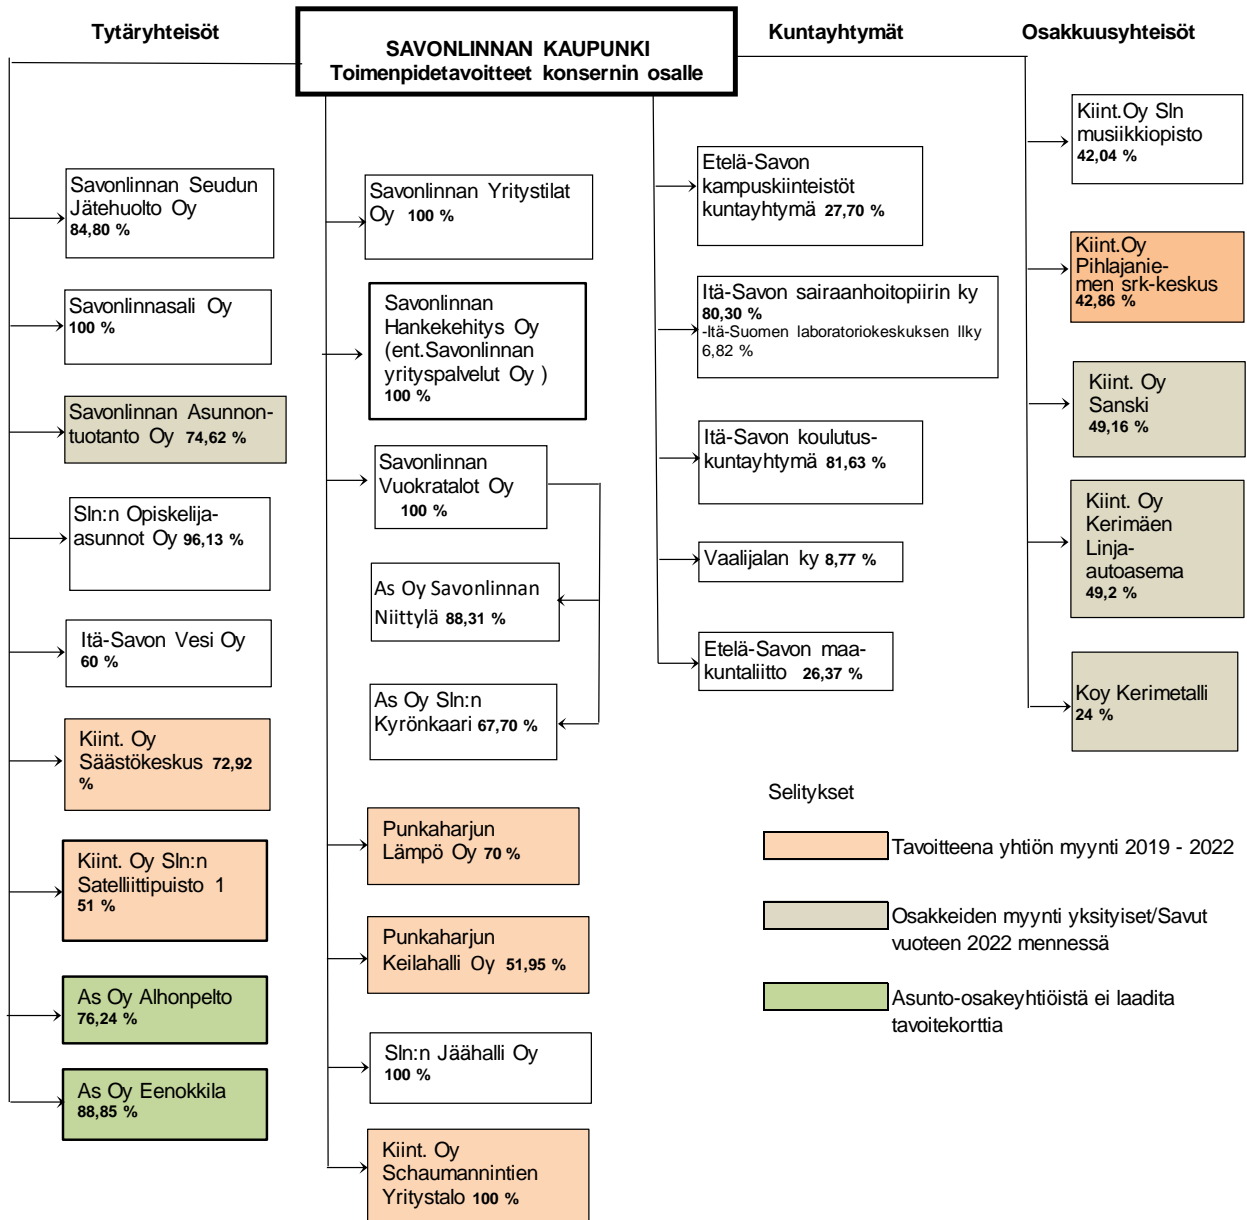 Tytäryhteisöt
SAVONLINNAN KAUPUNKI
Toimenpidetavoitteet konsernin osalle
Kuntayhtymät
Osakkuusyhteisöt
Savonlinnan Seudun
Jätehuolto Oy
84,80 %
Savonlinnasali Oy
100 %
Savonlinnan Asunnon-
tuotanto Oy 74,62 %
Sln:n Opiskelija-
asunnot Oy 96,13 %
Itä-Savon Vesi Oy
60 %
Kiint. Oy
Säästökeskus 72,92
%
Kiint. Oy Sln:n
Satelliittipuisto 1
51 %
As Oy Alhonpelto
76,24 %
As Oy Eenokkila
88,85 %
Savonlinnan Yritystilat
Oy 100 %
Savonlinnan
Hankekehitys Oy
(ent.Savonlinnan
yrityspalvelut Oy )
100 %
Savonlinnan
Vuokratalot Oy
100 %
As Oy Savonlinnan
Niittylä 88,31 %
As Oy Sln:n
Kyrönkaari 67,70 %
Punkaharjun
Lämpö Oy 70 %
Punkaharjun
Keilahalli Oy 51,95 %
Sln:n Jäähalli Oy
100 %
Kiint. Oy
Schaumannintien
Yritystalo 100 %
Etelä-Savon
kampuskiinteistöt
kuntayhtymä 27,70 %
Itä-Savon sairaanhoitopiirin ky
80,30 %
-Itä-Suomen laboratoriokeskuksen llky
6,82 %
Itä-Savon koulutus-
kuntayhtymä 81,63 %
Vaalijalan ky 8,77 %
Etelä-Savon maa-
kuntaliitto 26,37 %
Kiint.Oy Sln
musiikkiopisto
42,04 %
Kiint.Oy
Pihlajanie-
men srk-keskus
42,86 %
Kiint. Oy
Sanski
49,16 %
Kiint. Oy
Kerimäen
Linja-
autoasema
49,2 %
Koy Kerimetalli
24 %
Selitykset
Tavoitteena yhtiön myynti 2019 - 2022
Osakkeiden myynti yksityiset/Savut
vuoteen 2022 mennessä
Asunto-osakeyhtiöistä ei laadita
tavoitekorttia